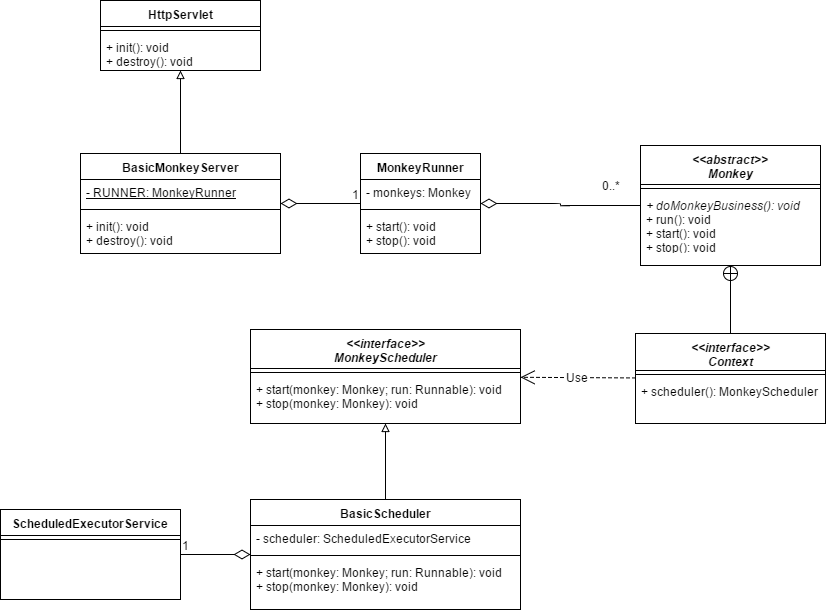 HttpServlet
+ init(): void
+ destroy(): void
BasicMonkeyServer
- RUNNER: MonkeyRunner
+ init(): void
+ destroy(): void
1
MonkeyRunner
- monkeys: Monkey
+ start(): void
+ stop(): void
0..*
<<abstract>>
Monkey
+ doMonkeyBusiness(): void
+ run(): void
+ start(): void
+ stop(): void
<<interface>>
MonkeyScheduler
+ start(monkey: Monkey; run: Runnable): void
+ stop(monkey: Monkey): void
Use
<<interface>>
Context
+ scheduler(): MonkeyScheduler
ScheduledExecutorService
1
BasicScheduler
- scheduler: ScheduledExecutorService
+ start(monkey: Monkey; run: Runnable): void
+ stop(monkey: Monkey): void